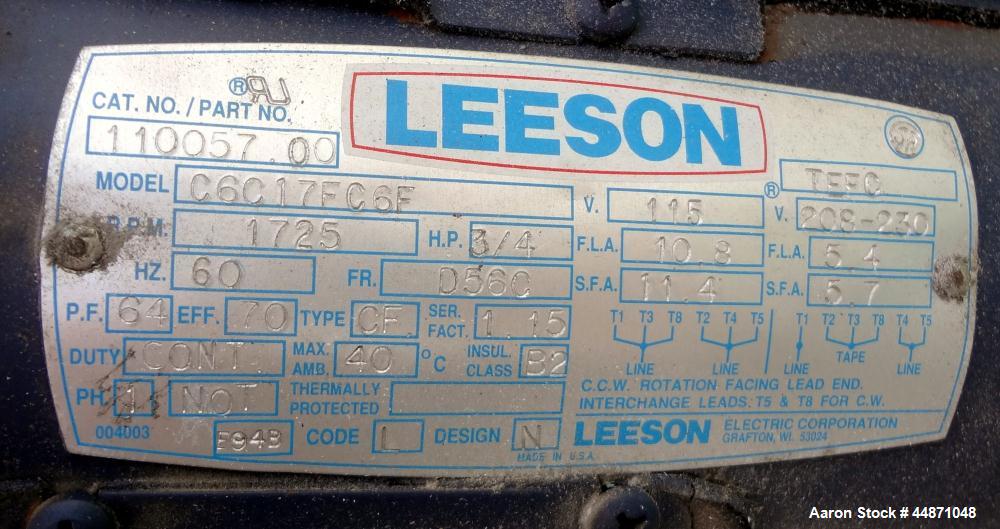 LEESON
CAT. NO. / PART NO.
110057.00
MODEL C6C17FC6F
® TEFC
V. 115 V. 208-230
R.P.M. 1725 H.P. 3/4 F.L.A. 10.8 F.L.A. 5.4
HZ. 60 FR. D56C S.F.A. 11.4 S.F.A. 5.7
P.F. 64 EFF. 70 TYPE CF SER. FACT. 1.15
T1 T3 T8 T2 T4 T5 T1 T2 T3 T8 T4 T5
LINE LINE LINE TAPE LINE
DUTY CONT MAX. AMB. 40 °C INSUL. CLASS B2
C.C.W. ROTATION FACING LEAD END.
INTERCHANGE LEADS T5 & T8 FOR C.W.
PH. 1 NOT THERMALLY PROTECTED
004003 F94B CODE L DESIGN N
MADE IN U.S.A.
LEESON ELECTRIC CORPORATION
GRAFTON, WI. 53024
Aaron Stock # 44871048